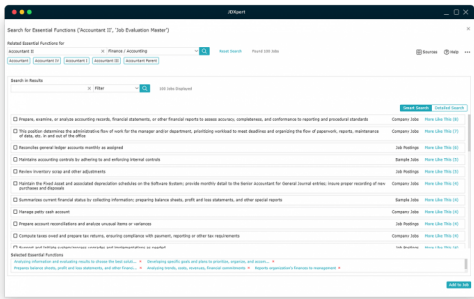 JDXpert
Search for Essential Functions ('Accountant II', 'Job Evaluation Master')
Related Essential Functions for
Accountant II
Finance / Accounting
Reset Search
Found Job Jobs
Sources
Help
Accountant
Accountant IV
Accountant I
Accountant III
Accountant Parent
Search in Results
Filter
Jobs Displayed
Smart Search
Detailed Search
Prepare, examine, or analyze accounting records, financial statements, or other financial reports to assess accuracy, completeness, and conformance to reporting and procedural standards
Company Jobs
More Like This (8)
This position determines the administrative flow of work for the manager and/or department, prioritizing workload to meet deadlines and organizing the flow of paperwork, reports, maintenance
of data, etc. in and out of the office
Company Jobs
More Like This (7)
Reconciles general ledger accounts monthly as assigned
Job Postings
More Like This (6)
Maintains accounting controls by adhering to and enforcing internal controls
Sample Jobs
More Like This (5)
Review inventory scrap and other adjustments
Job Postings
More Like This (5)
Maintain the Fixed Asset and associated depreciation schedules on the Software System; provide monthly detail to the Senior Accountant for General Journal entries; insure proper recording of new
purchases and disposals
Company Jobs
More Like This (4)
Summarizes current financial status by collecting information; preparing balance sheets, profit and loss statements, and other special reports
Sample Jobs
More Like This (4)
Manage petty cash account
Company Jobs
More Like This (4)
Prepare account reconciliations and analyze unusual items or variances
Job Postings
More Like This (4)
Compute taxes owed and prepare tax returns, ensuring compliance with payment, reporting or other tax requirements
Company Jobs
More Like This (4)
Selected Essential Functions
Analyzing information and evaluating results to choose the best solut...
Developing specific goals and plans to prioritize, organize, and accom...
Prepares balance sheets, profit and loss statements, and other financ...
Analyzing trends, costs, revenues, financial commitments
Reports organization's finances to management
Add to Job